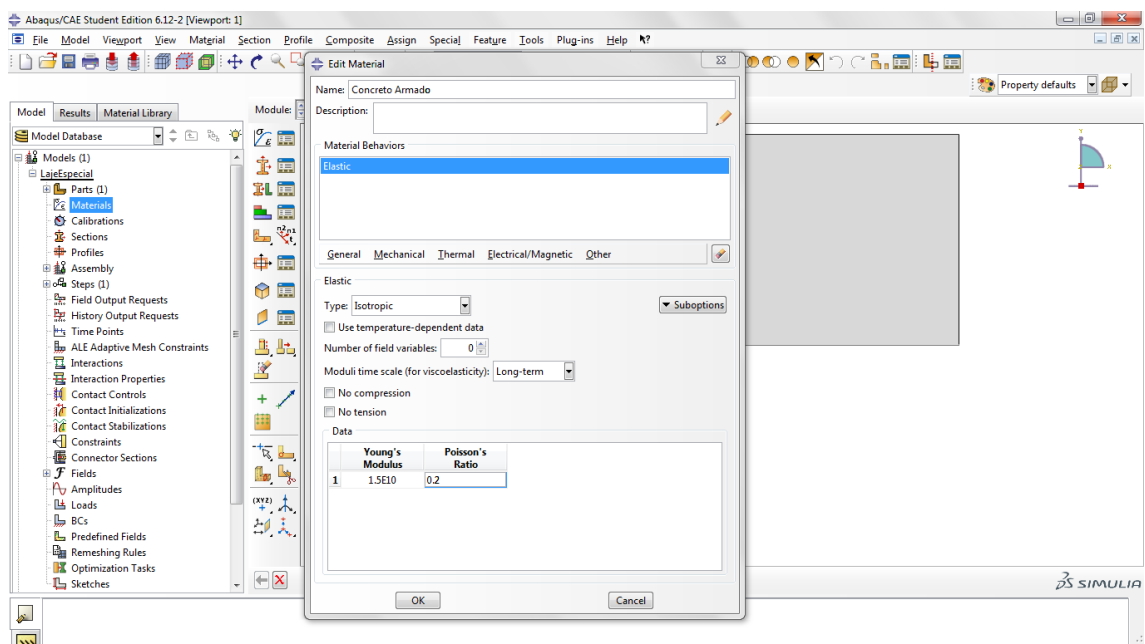 Abaqus/CAE Student Edition 6.12-2 [Viewport: 1]
File Model Viewport View Material Section Profile Composite Assign Special Feature Tools Plug-ins Help
Property defaults
Model Results Material Library
Module:
Model Database
Models (1)
LajeEspecial
Parts (1)
Materials
Calibrations
Sections
Profiles
Assembly
Steps (1)
Field Output Requests
History Output Requests
Time Points
ALE Adaptive Mesh Constraints
Interactions
Interaction Properties
Contact Controls
Contact Initializations
Contact Stabilizations
Constraints
Connector Sections
Fields
Amplitudes
Loads
BCs
Predefined Fields
Remeshing Rules
Optimization Tasks
Sketches
(XYZ)
Edit Material
Name: Concreto Armado
Description:
Material Behaviors
Elastic
General Mechanical Thermal Electrical/Magnetic Other
Elastic
Type: Isotropic
Suboptions
Use temperature-dependent data
Number of field variables: 0
Moduli time scale (for viscoelasticity): Long-term
No compression
No tension
Data
Young's Modulus
Poisson's Ratio
1 1.5E10 0.2
OK Cancel
Y
X
SIMULIA